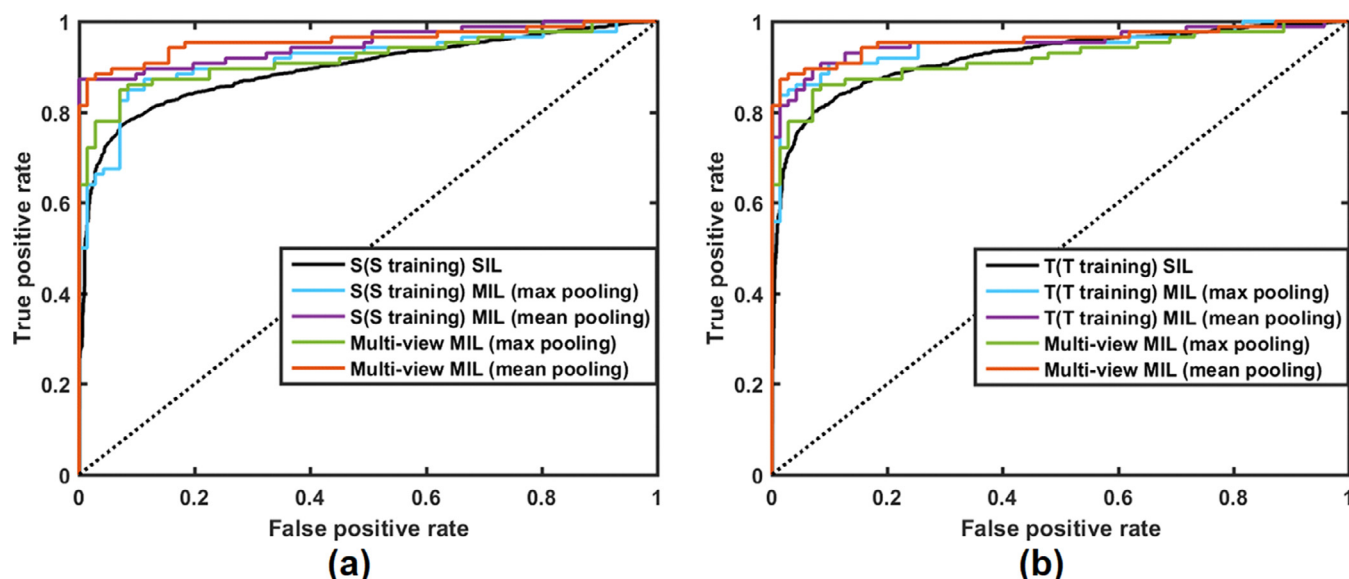 1
0.8
0.6
0.4
0.2
0
True positive rate
S(S training) SIL
S(S training) MIL (max pooling)
S(S training) MIL (mean pooling)
Multi-view MIL (max pooling)
Multi-view MIL (mean pooling)
0 0.2 0.4 0.6 0.8 1
False positive rate
(a)
1
0.8
0.6
0.4
0.2
0
True positive rate
T(T training) SIL
T(T training) MIL (max pooling)
T(T training) MIL (mean pooling)
Multi-view MIL (max pooling)
Multi-view MIL (mean pooling)
0 0.2 0.4 0.6 0.8 1
False positive rate
(b)